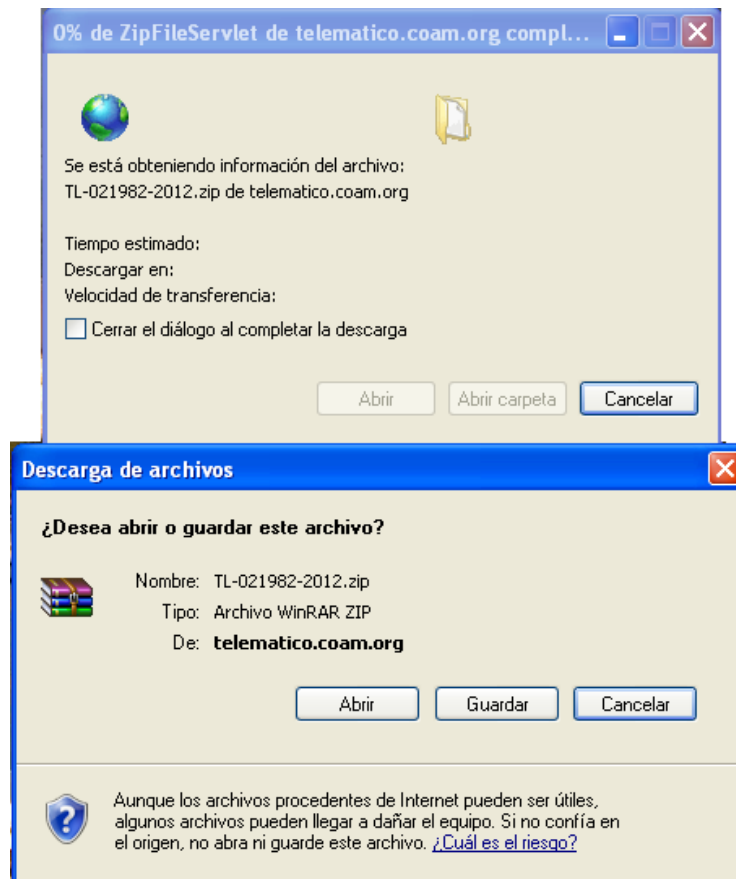 0% de ZipFileServlet de telematico.coam.org compl...
Se está obteniendo información del archivo:
TL-021982-2012.zip de telematico.coam.org
Tiempo estimado:
Descargar en:
Velocidad de transferencia:
Cerrar el diálogo al completar la descarga
Abrir Abrir carpeta Cancelar
Descarga de archivos
¿Desea abrir o guardar este archivo?
Nombre: TL-021982-2012.zip
Tipo: Archivo WinRAR ZIP
De: telematico.coam.org
Abrir Guardar Cancelar
Aunque los archivos procedentes de Internet pueden ser útiles,
algunos archivos pueden llegar a dañar el equipo. Si no confía en
el origen, no abra ni guarde este archivo. ¿Cuál es el riesgo?